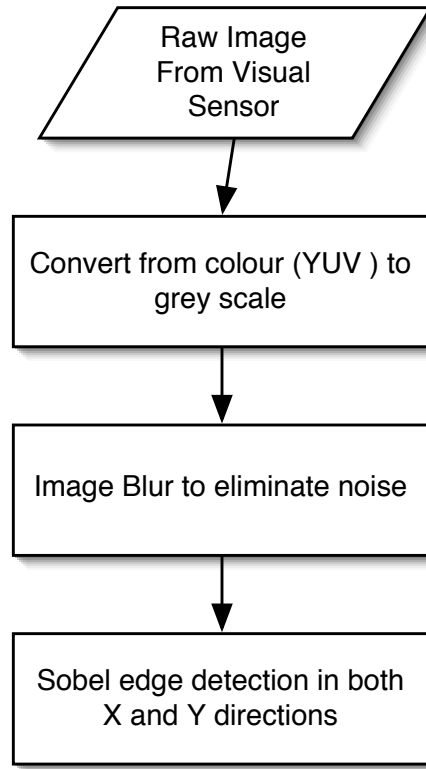 Raw Image
From Visual
Sensor
Convert from colour (YUV ) to
grey scale
Image Blur to eliminate noise
Sobel edge detection in both
X and Y directions